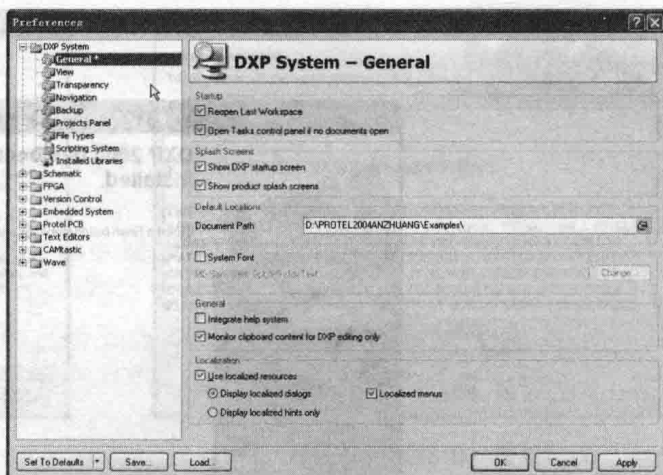 Preferences
DXP System
General *
View
Transparency
Navigation
Backup
Projects Panel
File Types
Scripting System
Installed Libraries
Schematic
FPGA
Version Control
Embedded System
Protel PCB
Text Editors
CAMtastic
Wave
DXP System – General
Startup
Reopen Last Workspace
Open Tasks control panel if no documents open
Splash Screens
Show DXP startup screen
Show product splash screens
Default Locations
Document Path D:\PROTEL2004ANZHUANG\Examples\
System Font
Change...
General
Integrate help system
Monitor clipboard content for DXP editing only
Localization
Use localized resources
Display localized dialogs Localized menus
Display localized hints only
Set To Defaults Save... Load... OK Cancel Apply